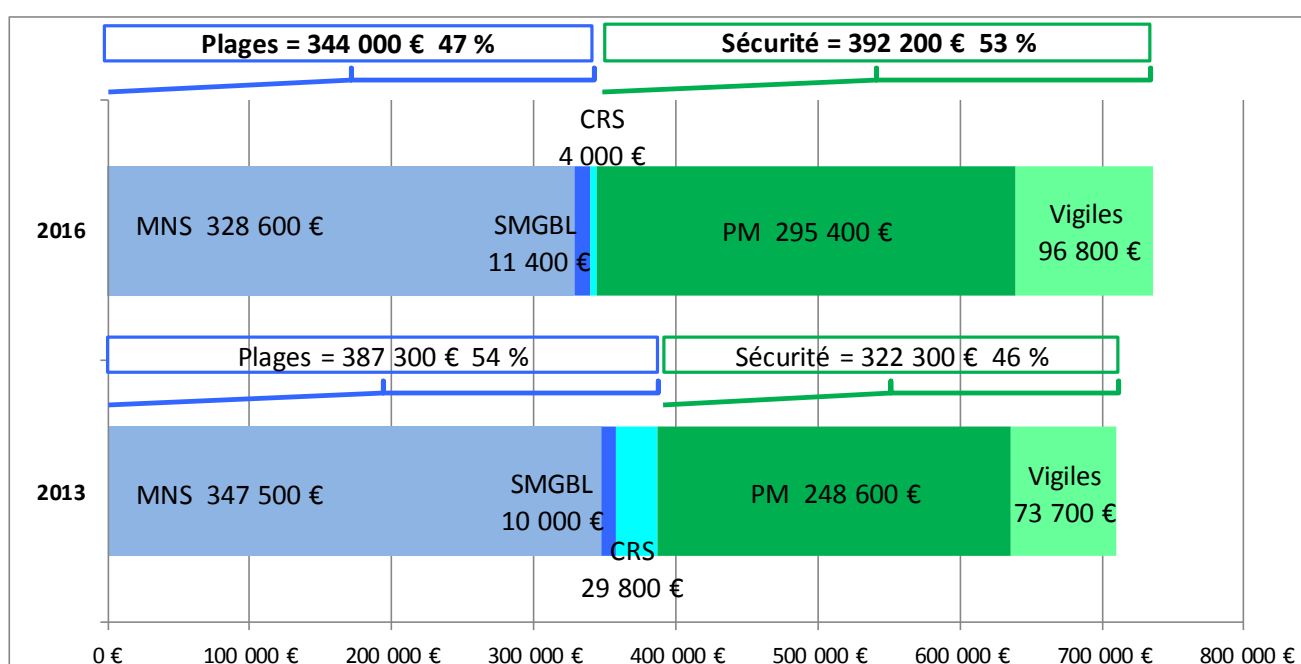 Plages = 344 000 € 47 %
Sécurité = 392 200 € 53 %
CRS
4 000 €
2016
MNS 328 600 €
SMGBL
11 400 €
PM 295 400 €
Vigiles
96 800 €
Plages = 387 300 € 54 %
Sécurité = 322 300 € 46 %
2013
MNS 347 500 €
SMGBL
10 000 €
PM 248 600 €
Vigiles
73 700 €
CRS
29 800 €
0 € 100 000 € 200 000 € 300 000 € 400 000 € 500 000 € 600 000 € 700 000 € 800 000 €